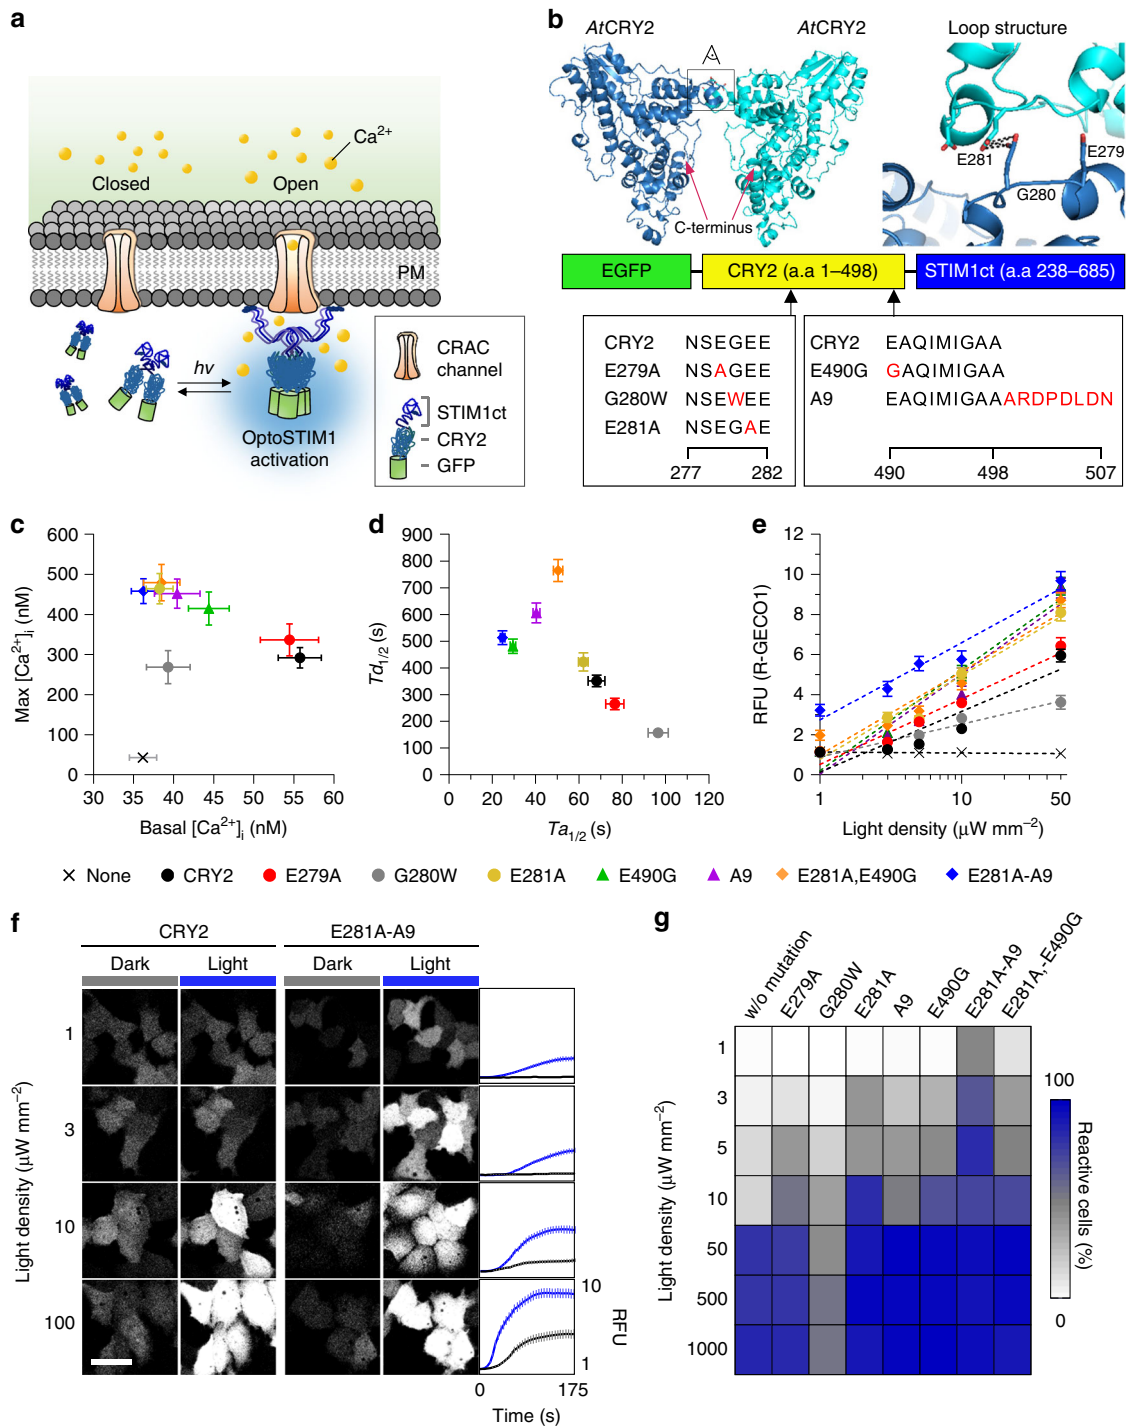 a
Ca2+
Closed
Open
PM
hν
OptoSTIM1
activation
CRAC
channel
STIM1ct
CRY2
GFP
b
AtCRY2
AtCRY2
Loop structure
C-terminus
E281
E279
G280
EGFP
CRY2 (a.a 1–498)
STIM1ct (a.a 238–685)
CRY2 NSEGEE
E279A NSAGEE
G280W NSEWEE
E281A NSEGAE
277 282
CRY2 EAQIMIGAA
E490G GAQIMIGAA
A9 EAQIMIGAAARDPDLDN
490 498 507
c
Max [Ca2+]i (nM)
600
500
400
300
200
100
0
30 35 40 45 50 55 60
Basal [Ca2+]i (nM)
d
Td1/2 (s)
900
800
700
600
500
400
300
200
100
0
0 20 40 60 80 100 120
Ta1/2 (s)
e
RFU (R-GECO1)
12
10
8
6
4
2
0
1 10 50
Light density (μW mm−2)
× None CRY2 E279A G280W E281A E490G A9 E281A,E490G E281A-A9
f
CRY2 E281A-A9
Dark Light Dark Light
Light density (μW mm−2)
1
3
10
100
10
RFU
1
0 175
Time (s)
g
w/o mutation
E279A
G280W
E281A
A9
E490G
E281A-A9
E281A,-E490G
Light density (μW mm−2)
1
3
5
10
50
500
1000
100
Reactive cells (%)
0